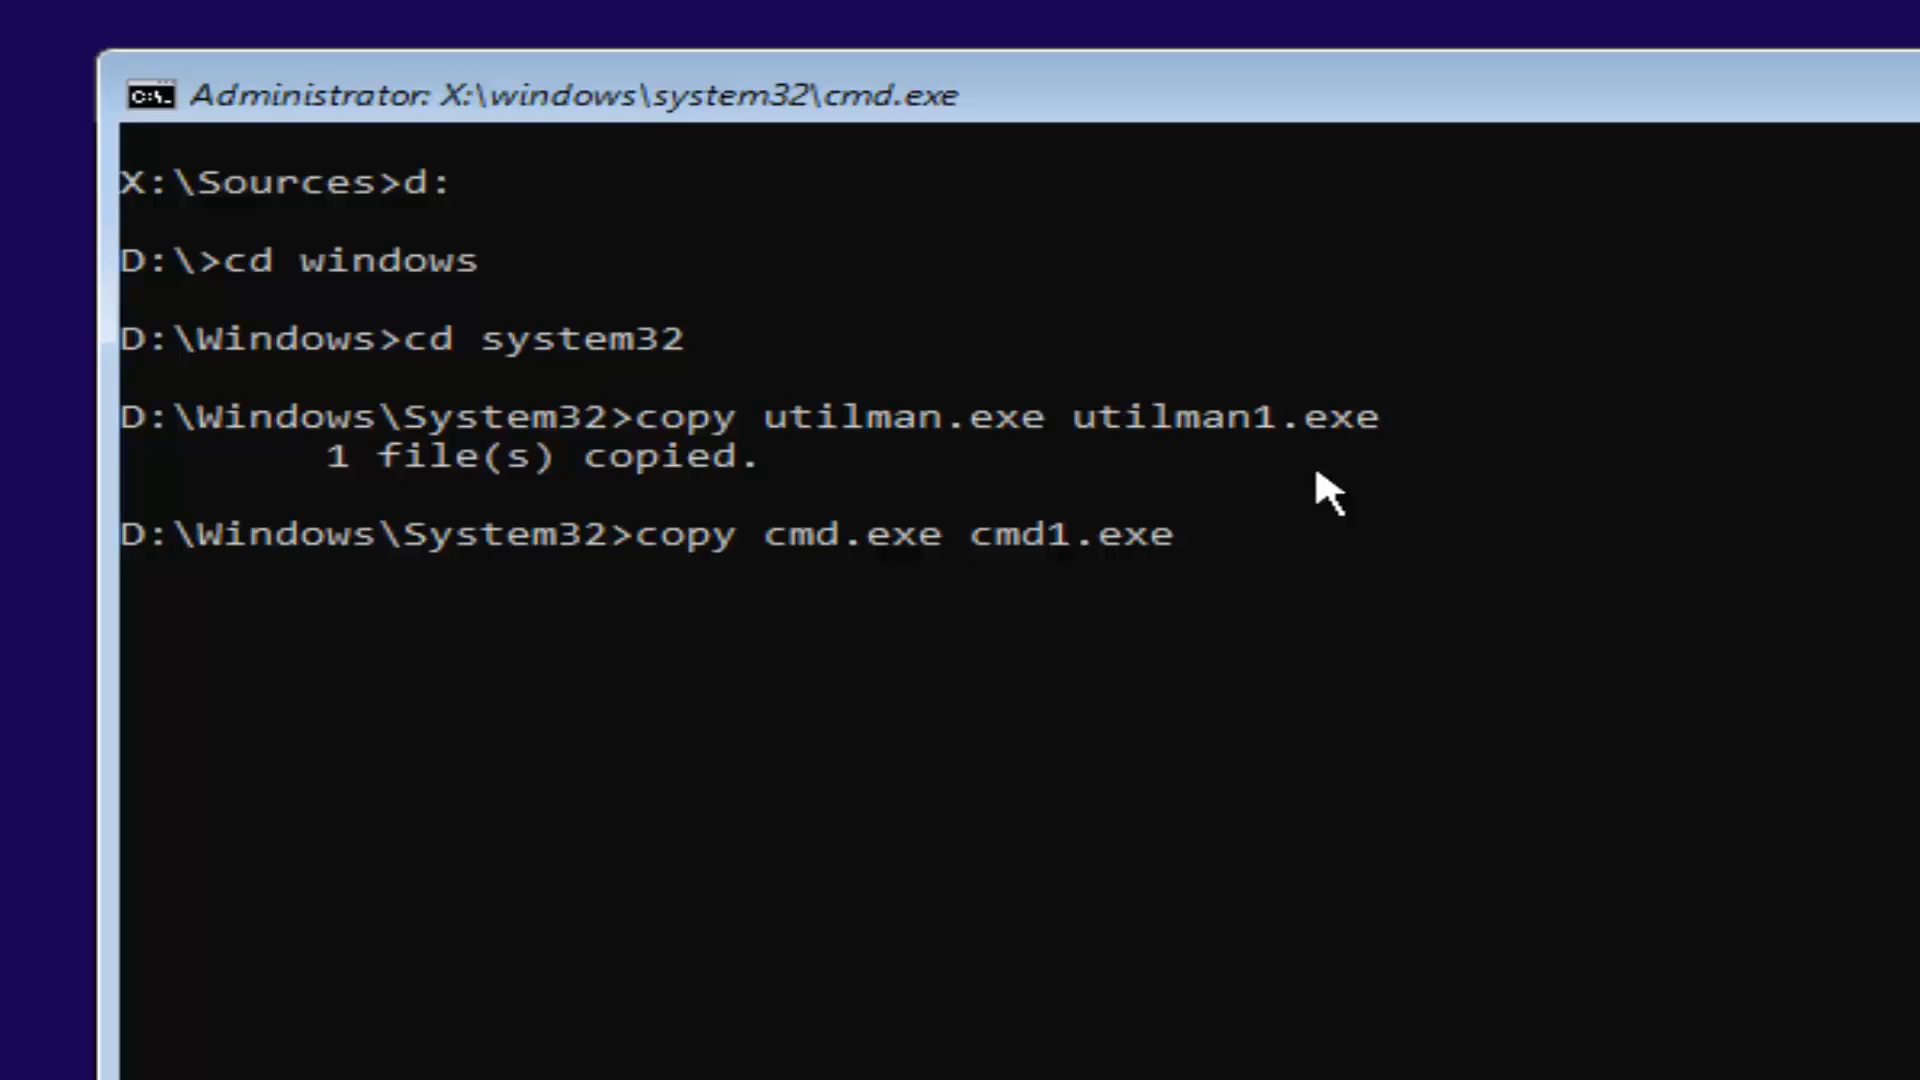 C:\.
Administrator: X:\windows\system32\cmd.exe
X:\Sources>d:
D:\>cd windows
D:\Windows>cd system32
D:\Windows\System32>copy utilman.exe utilman1.exe
1 file(s) copied.
D:\Windows\System32>copy cmd.exe cmd1.exe